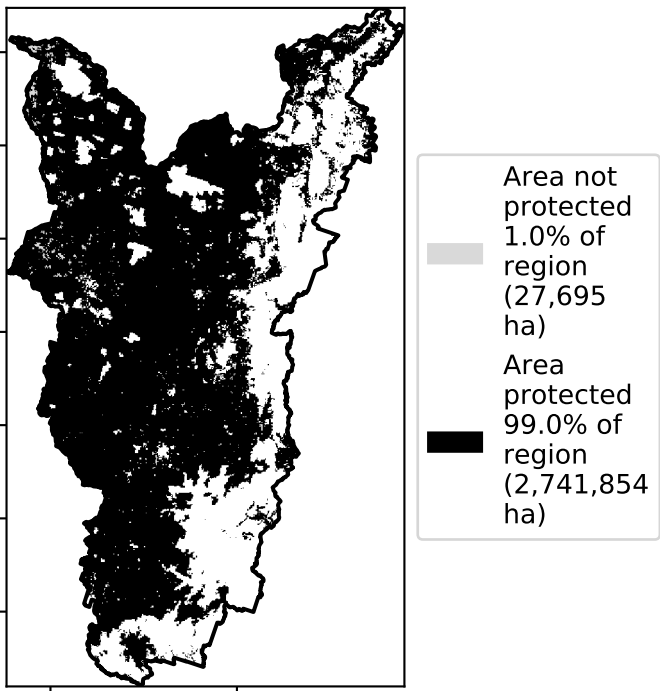 Area not
protected
1.0% of
region
(27,695
ha)
Area
protected
99.0% of
region
(2,741,854
ha)